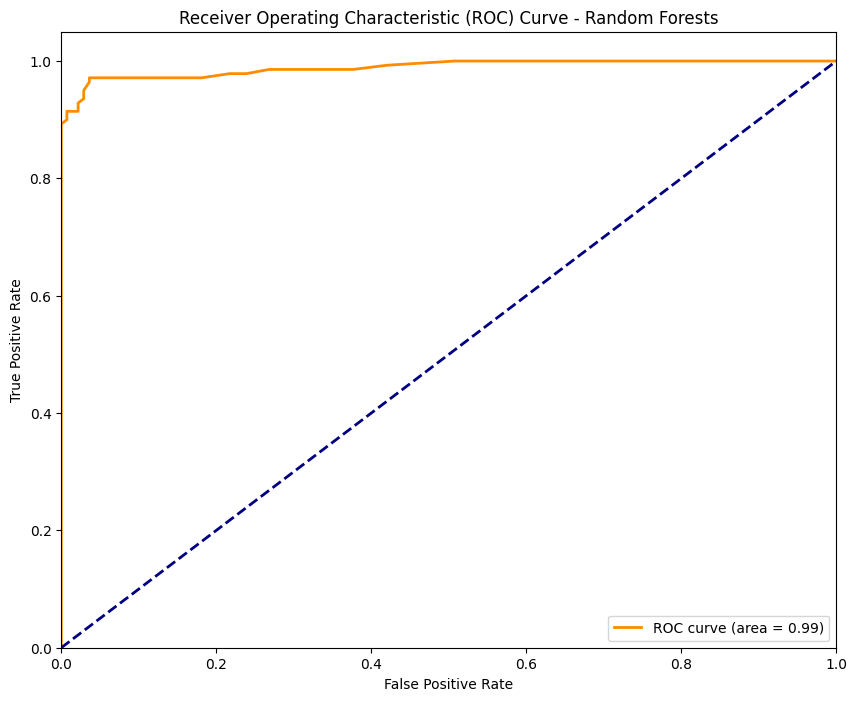 Receiver Operating Characteristic (ROC) Curve - Random Forests
1.0
0.8
0.6
0.4
0.2
0.0
True Positive Rate
0.0 0.2 0.4 0.6 0.8 1.0
False Positive Rate
ROC curve (area = 0.99)